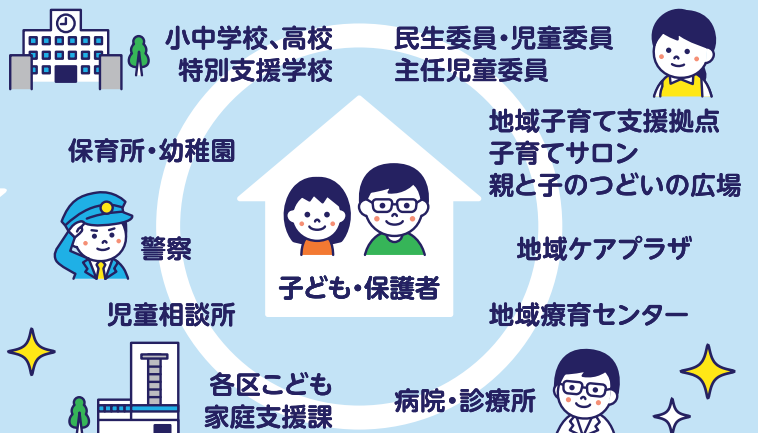 小中学校、高校
特別支援学校
民生委員・児童委員
主任児童委員
地域子育て支援拠点
子育てサロン
親と子のつどいの広場
保育所・幼稚園
警察
地域ケアプラザ
子ども・保護者
児童相談所
地域療育センター
各区こども
家庭支援課
病院・診療所